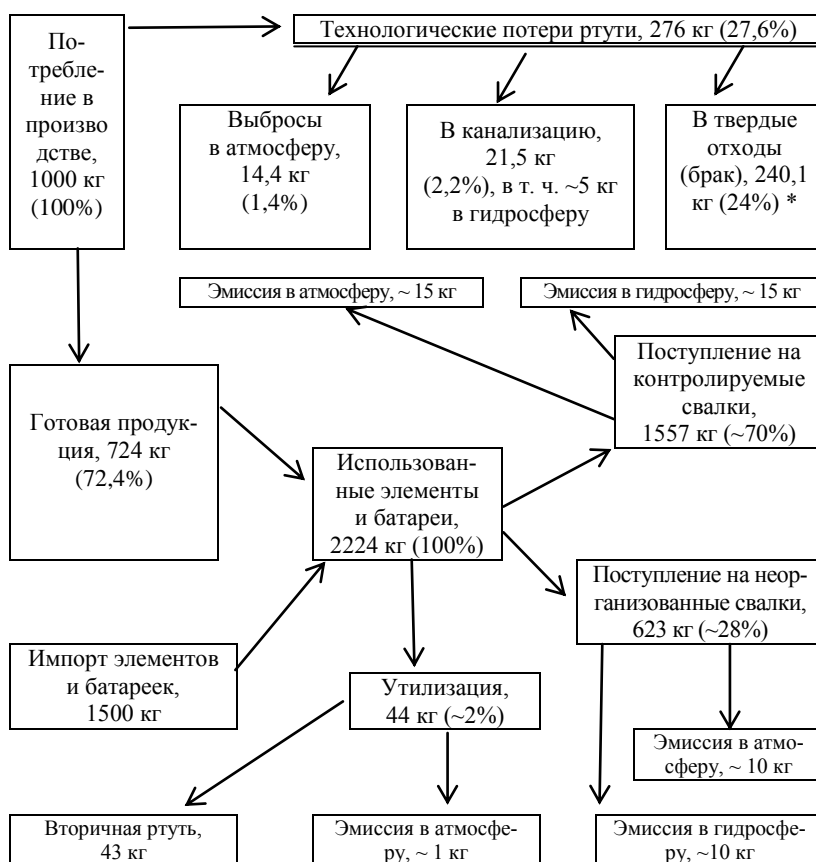 По-
требле-
ние в
произво
дстве,
1000 кг
(100%)
Технологические потери ртути, 276 кг (27,6%)
Выбросы
в атмосферу,
14,4 кг
(1,4%)
В канализацию,
21,5 кг
(2,2%), в т. ч. ~5 кг
в гидросферу
В твердые
отходы
(брак), 240,1
кг (24%) *
Эмиссия в атмосферу, ~ 15 кг
Эмиссия в гидросферу, ~ 15 кг
Поступление на
контролируемые
свалки,
1557 кг (~70%)
Готовая продук-
ция, 724 кг
(72,4%)
Использован-
ные элементы
и батареи,
2224 кг (100%)
Поступление на неор-
ганизованные свалки,
623 кг (~28%)
Импорт элементов
и батареек,
1500 кг
Утилизация,
44 кг (~2%)
Эмиссия в атмо-
сферу, ~ 10 кг
Вторичная ртуть,
43 кг
Эмиссия в атмосфе-
ру, ~ 1 кг
Эмиссия в гидросфе-
ру, ~10 кг